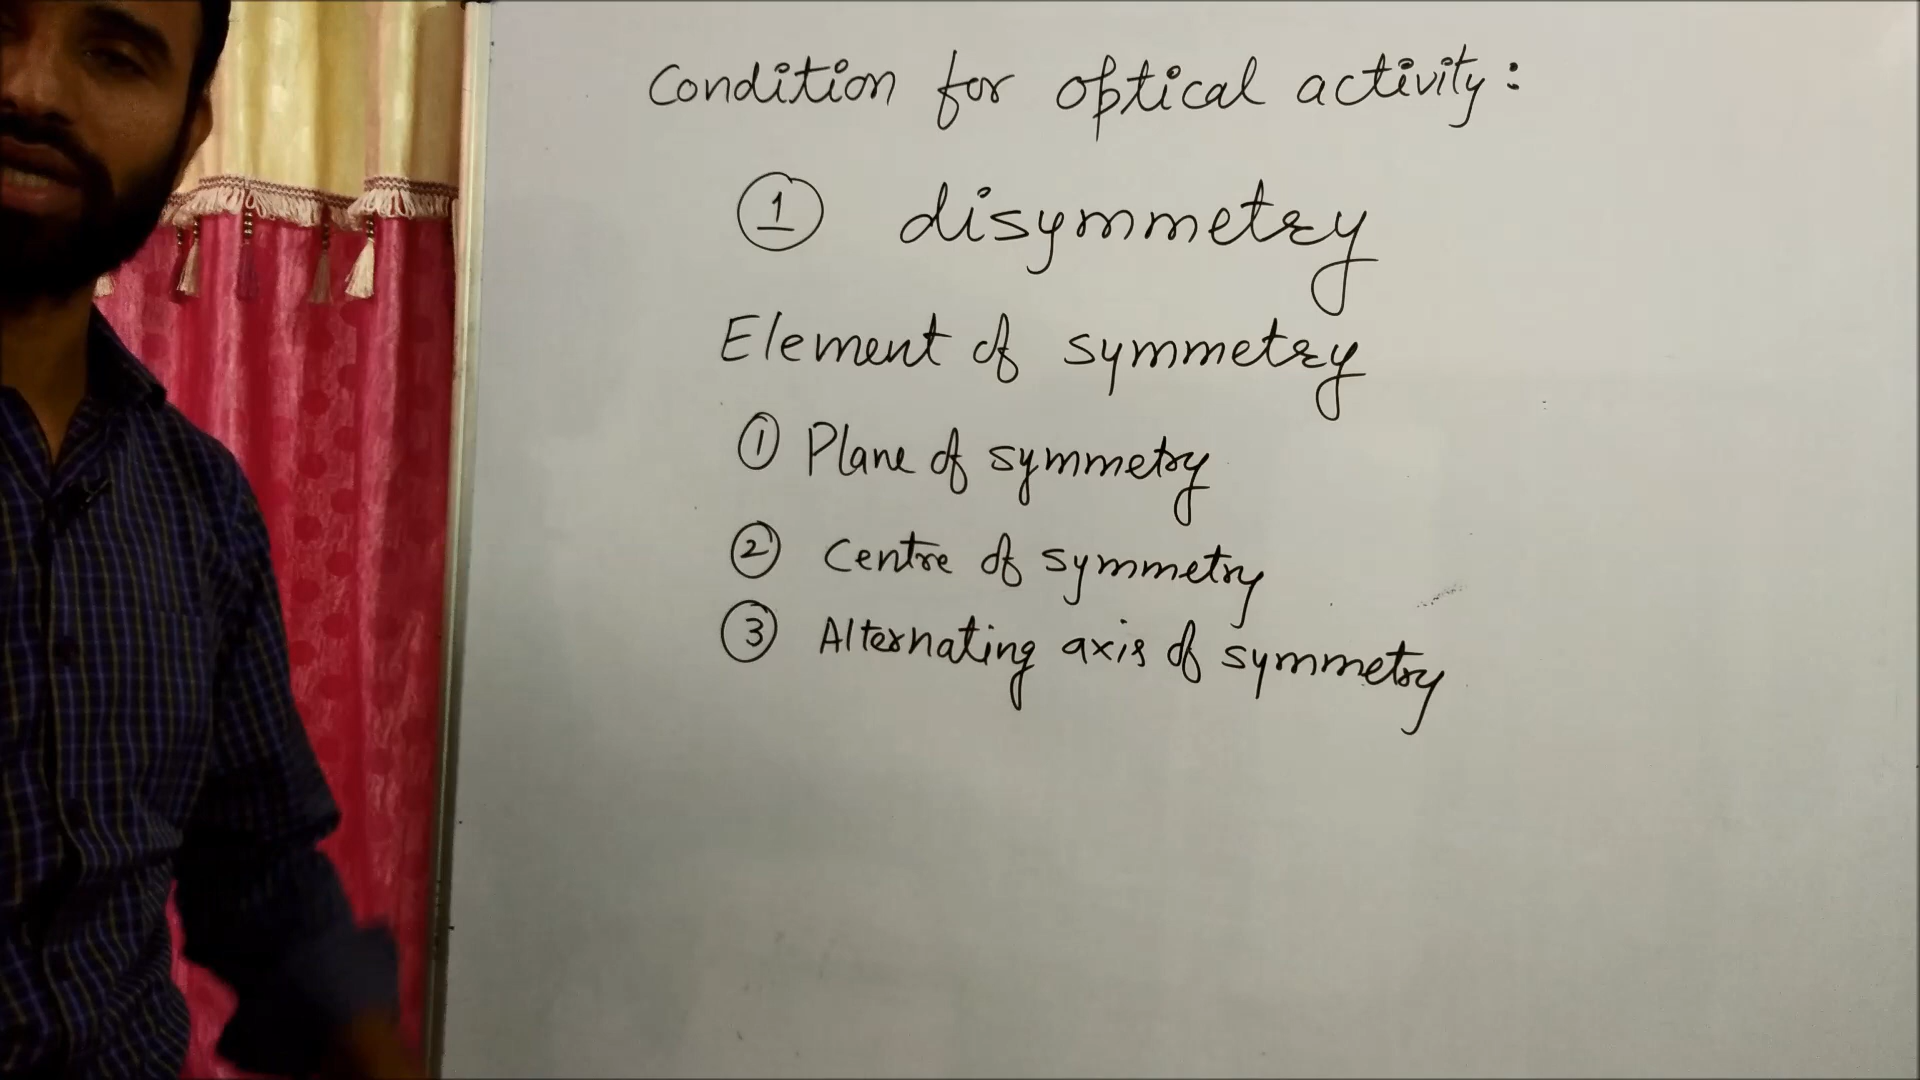 Condition for optical activity:
① disymmetry
Element of symmetry
① Plane of symmetry
② Centre of symmetry
③ Alternating axis of symmetry